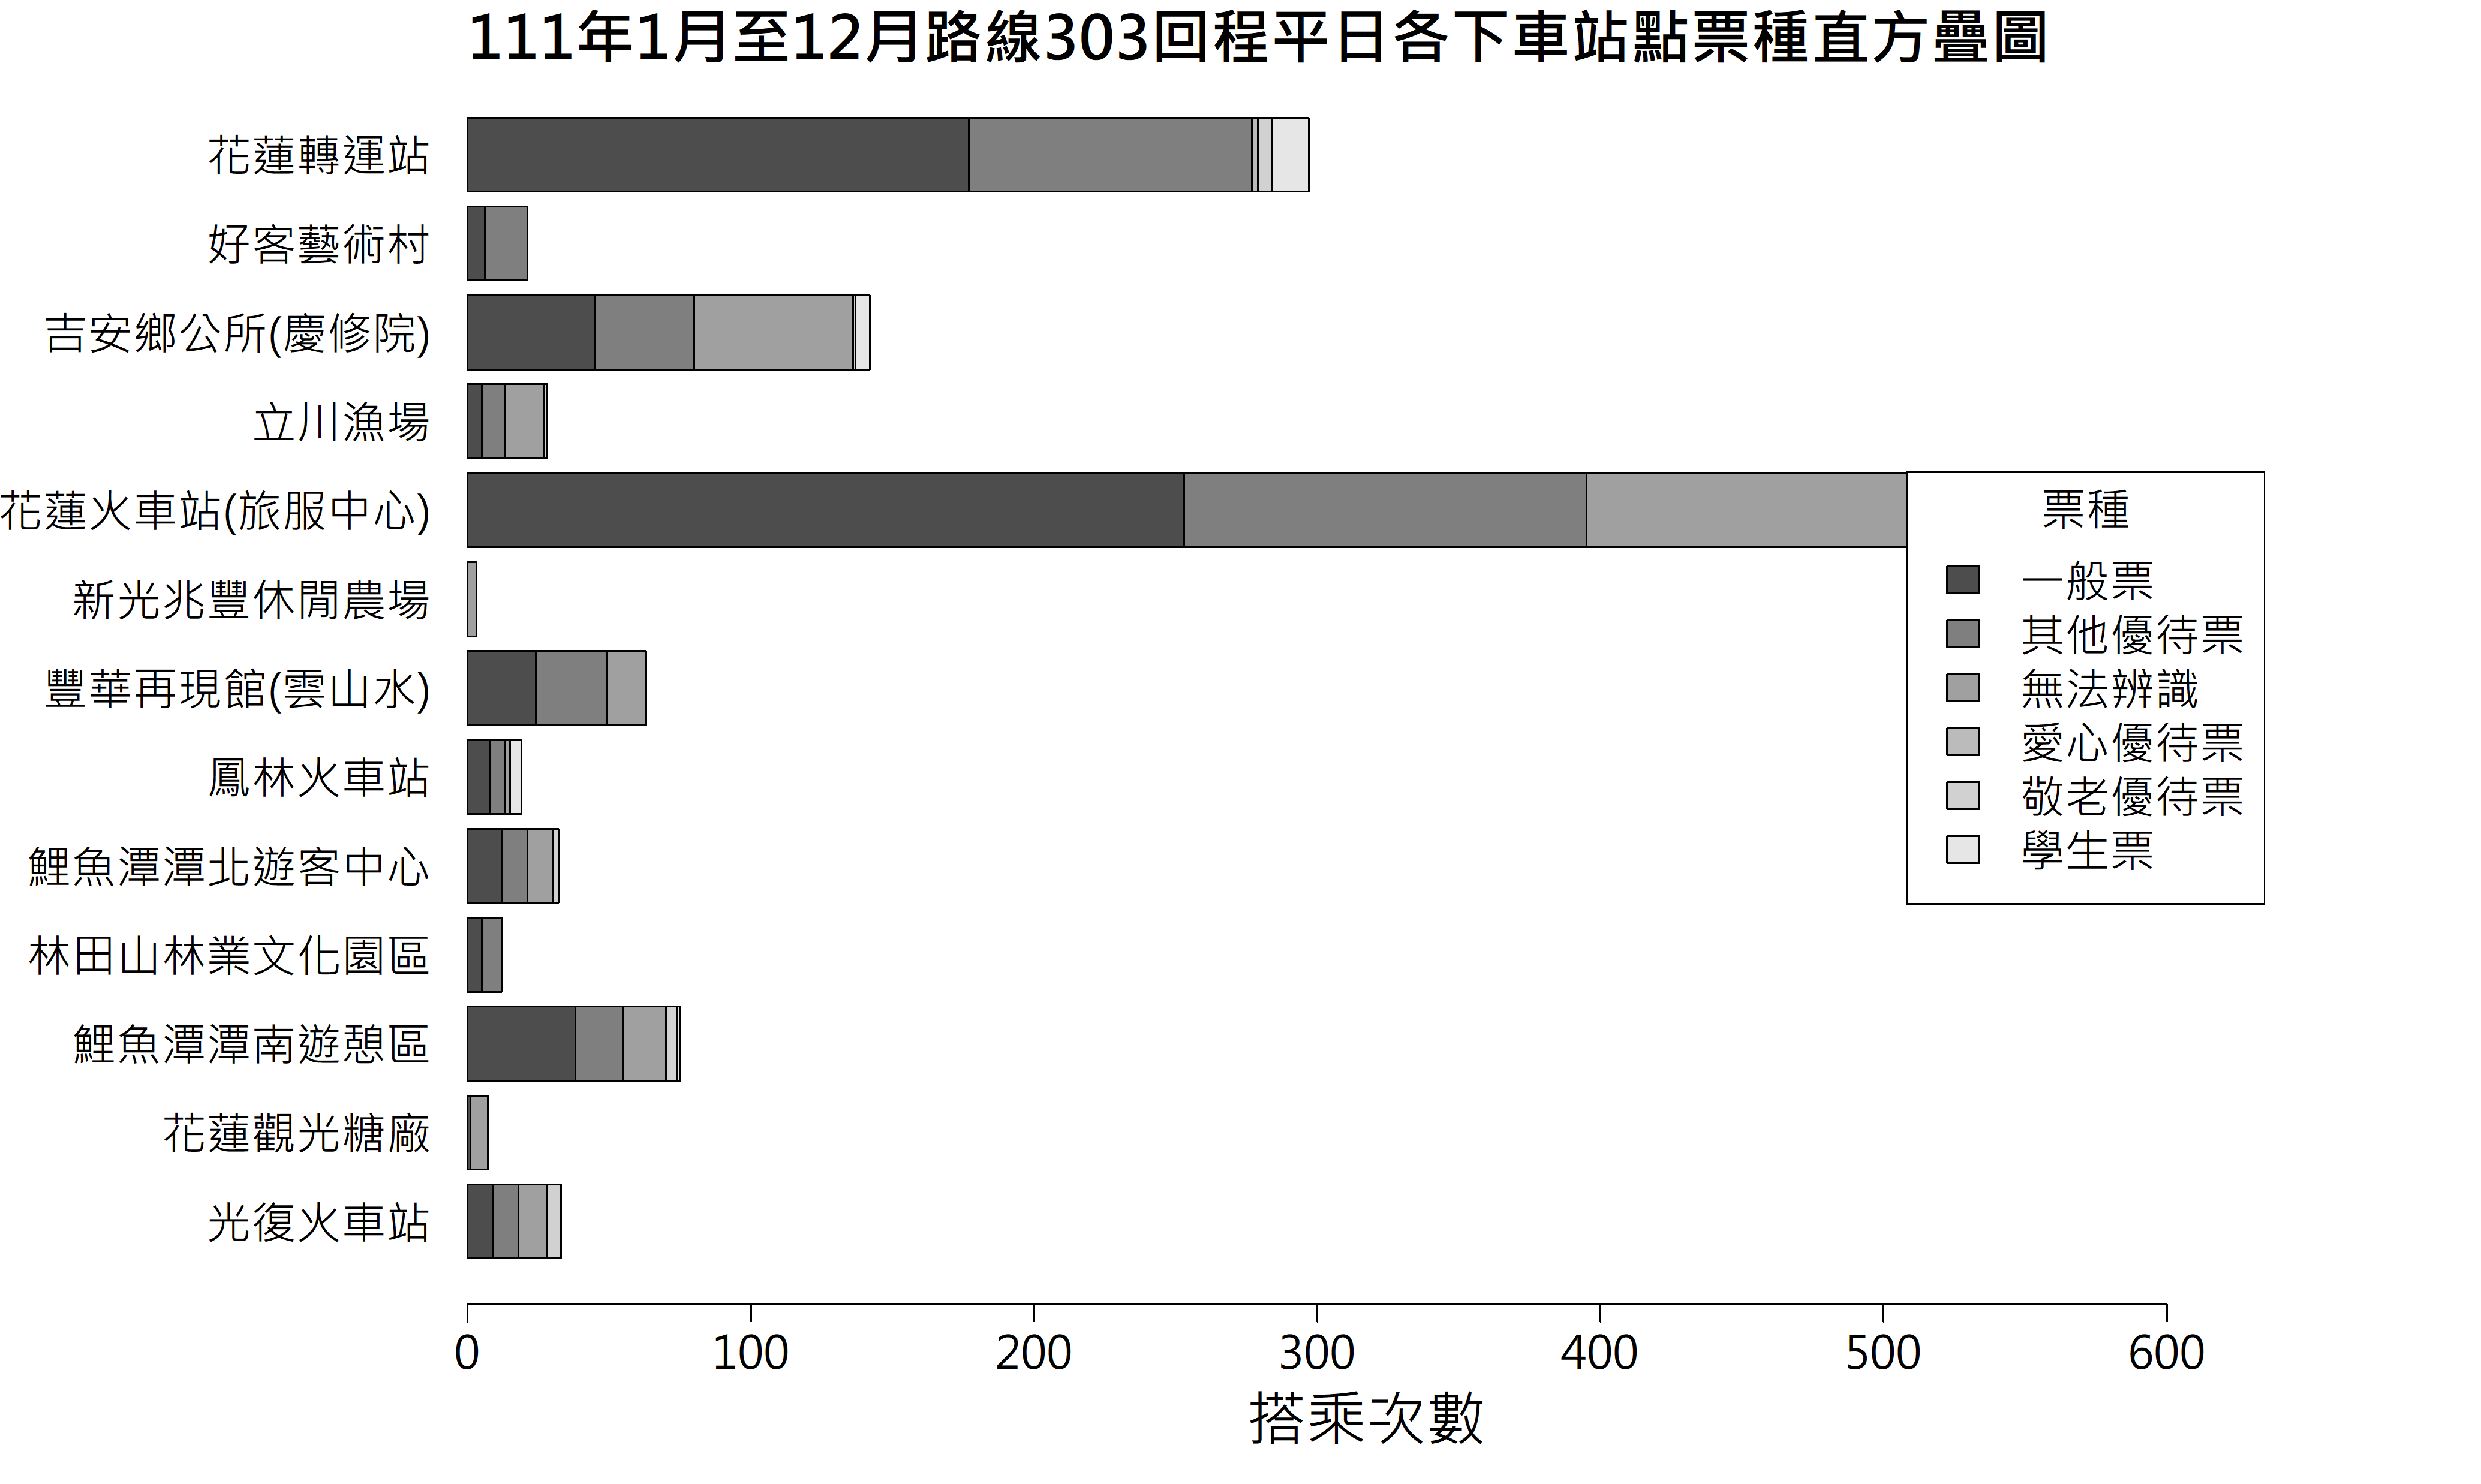 111年1月至12月路線303回程平日各下車站點票種直方疊圖
花蓮轉運站
好客藝術村
吉安鄉公所(慶修院)
立川漁場
花蓮火車站(旅服中心)
新光兆豐休閒農場
豐華再現館(雲山水)
鳳林火車站
鯉魚潭潭北遊客中心
林田山林業文化園區
鯉魚潭潭南遊憩區
花蓮觀光糖廠
光復火車站
票種
一般票
其他優待票
無法辨識
愛心優待票
敬老優待票
學生票
0 100 200 300 400 500 600
搭乘次數